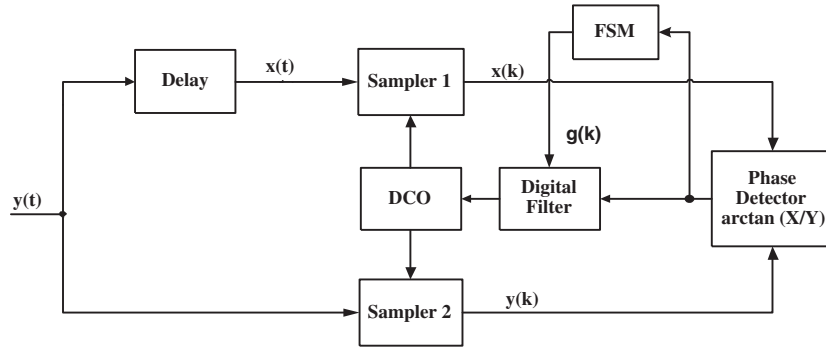 FSM
x(t)
Sampler 1
x(k)
Delay
g(k)
y(t)
DCO
Digital
Filter
Phase
Detector
arctan (X/Y)
Sampler 2
y(k)